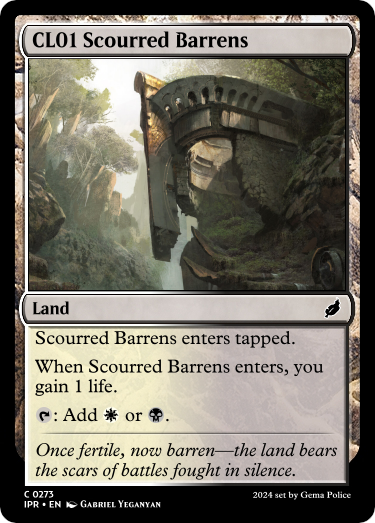 CL01 Scourred Barrens
Land
Scourred Barrens enters tapped.
When Scourred Barrens enters, you
gain 1 life.
: Add or .
Once fertile, now barren—the land bears
the scars of battles fought in silence.
C 0273
IPR • EN Gabriel Yeganyan
2024 set by Gema Police